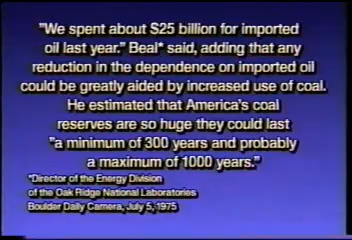 "We spent about $25 billion for imported
oil last year." Beal* said, adding that any
reduction in the dependence on imported oil
could be greatly aided by increased use of coal.
He estimated that America's coal
reserves are so huge they could last
"a minimum of 300 years and probably
a maximum of 1000 years."
*Director of the Energy Division
of the Oak Ridge National Laboratories
Boulder Daily Camera, July 5, 1975